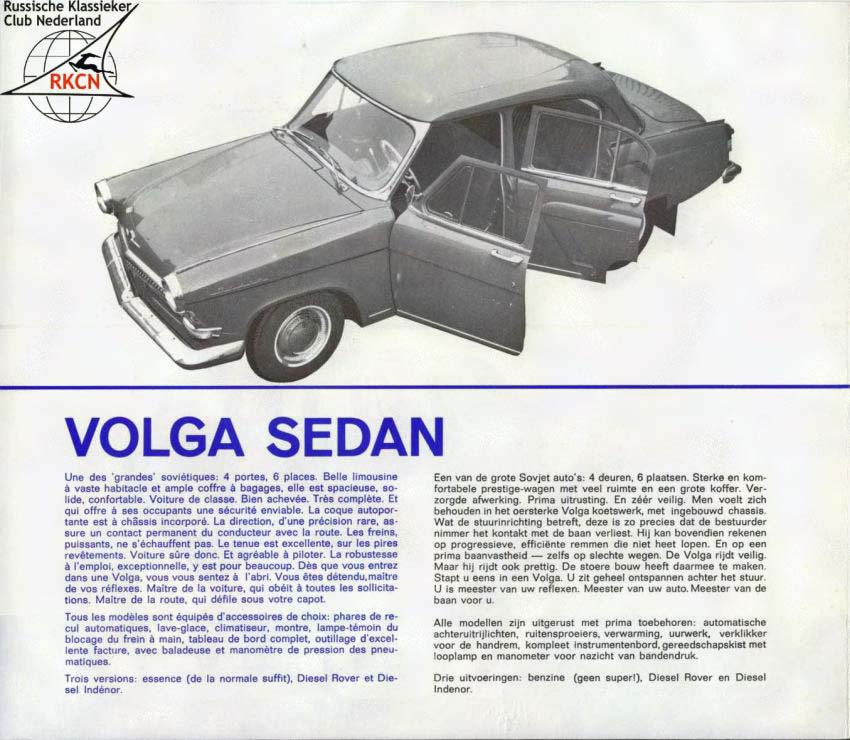 Russische Klassieker
Club Nederland
RKCN
VOLGA SEDAN
Une des 'grandes' soviétiques: 4 portes, 6 places. Belle limousine
à vaste habitacle et ample coffre à bagages, elle est spacieuse, so-
lide, confortable. Voiture de classe. Bien achevée. Très complète. Et
qui offre à ses occupants une sécurité enviable. La coque autopor-
tante est à châssis incorporé. La direction, d'une précision rare, as-
sure un contact permanent du conducteur avec la route. Les freins,
puissants, ne s'échauffent pas. Le tenue est excellente, sur les pires
revêtements. Voiture sûre donc. Et agréable à piloter. La robustesse
à l'emploi, exceptionnelle, y est pour beaucoup. Dès que vous entrez
dans une Volga, vous vous sentez à l'abri. Vous êtes détendu,maître
de vos réflexes. Maître de la voiture, qui obéit à toutes les sollicita-
tions. Maître de la route, qui défile sous votre capot.
Tous les modèles sont équipés d'accessoires de choix: phares de re-
cul automatiques, lave-glace, climatiseur, montre, lampe-témoin du
blocage du frein à main, tableau de bord complet, outillage d'excel-
lente facture, avec baladeuse et manomètre de pression des pneu-
matiques.
Trois versions: essence (de la normale suffit), Diesel Rover et Die-
sel Indénor.
Een van de grote Sovjet auto's: 4 deuren, 6 plaatsen. Sterke en kom-
fortabele prestige-wagen met veel ruimte en een grote koffer. Ver-
zorgde afwerking. Prima uitrusting. En zéér veilig. Men voelt zich
behouden in het oersterke Volga koetswerk, met ingebouwd chassis.
Wat de stuurinrichting betreft, deze is zo precies dat de bestuurder
nimmer het kontakt met de baan verliest. Hij kan bovendien rekenen
op progressieve, efficiënte remmen die niet heet lopen. En op een
prima baanvastheid — zelfs op slechte wegen. De Volga rijdt veilig.
Maar hij rijdt ook prettig. De stoere bouw heeft daarmee te maken.
Stapt u eens in een Volga. U zit geheel ontspannen achter het stuur.
U is meester van uw reflexen. Meester van uw auto. Meester van de
baan voor u.
Alle modellen zijn uitgerust met prima toebehoren: automatische
achteruitrijlichten, ruitensproeiers, verwarming, uurwerk, verklikker
voor de handrem, kompleet instrumentenbord, gereedschapskist met
looplamp en manometer voor nazicht van bandendruk.
Drie uitvoeringen: benzine (geen super!), Diesel Rover en Diesel
Indenor.